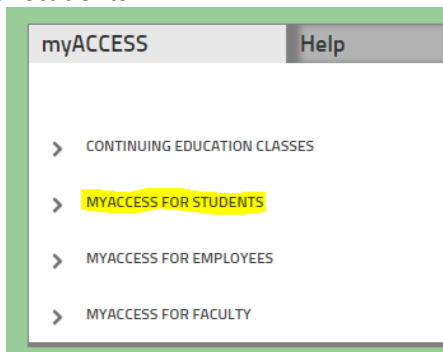 myACCESS Help
CONTINUING EDUCATION CLASSES
MYACCESS FOR STUDENTS
MYACCESS FOR EMPLOYEES
MYACCESS FOR FACULTY